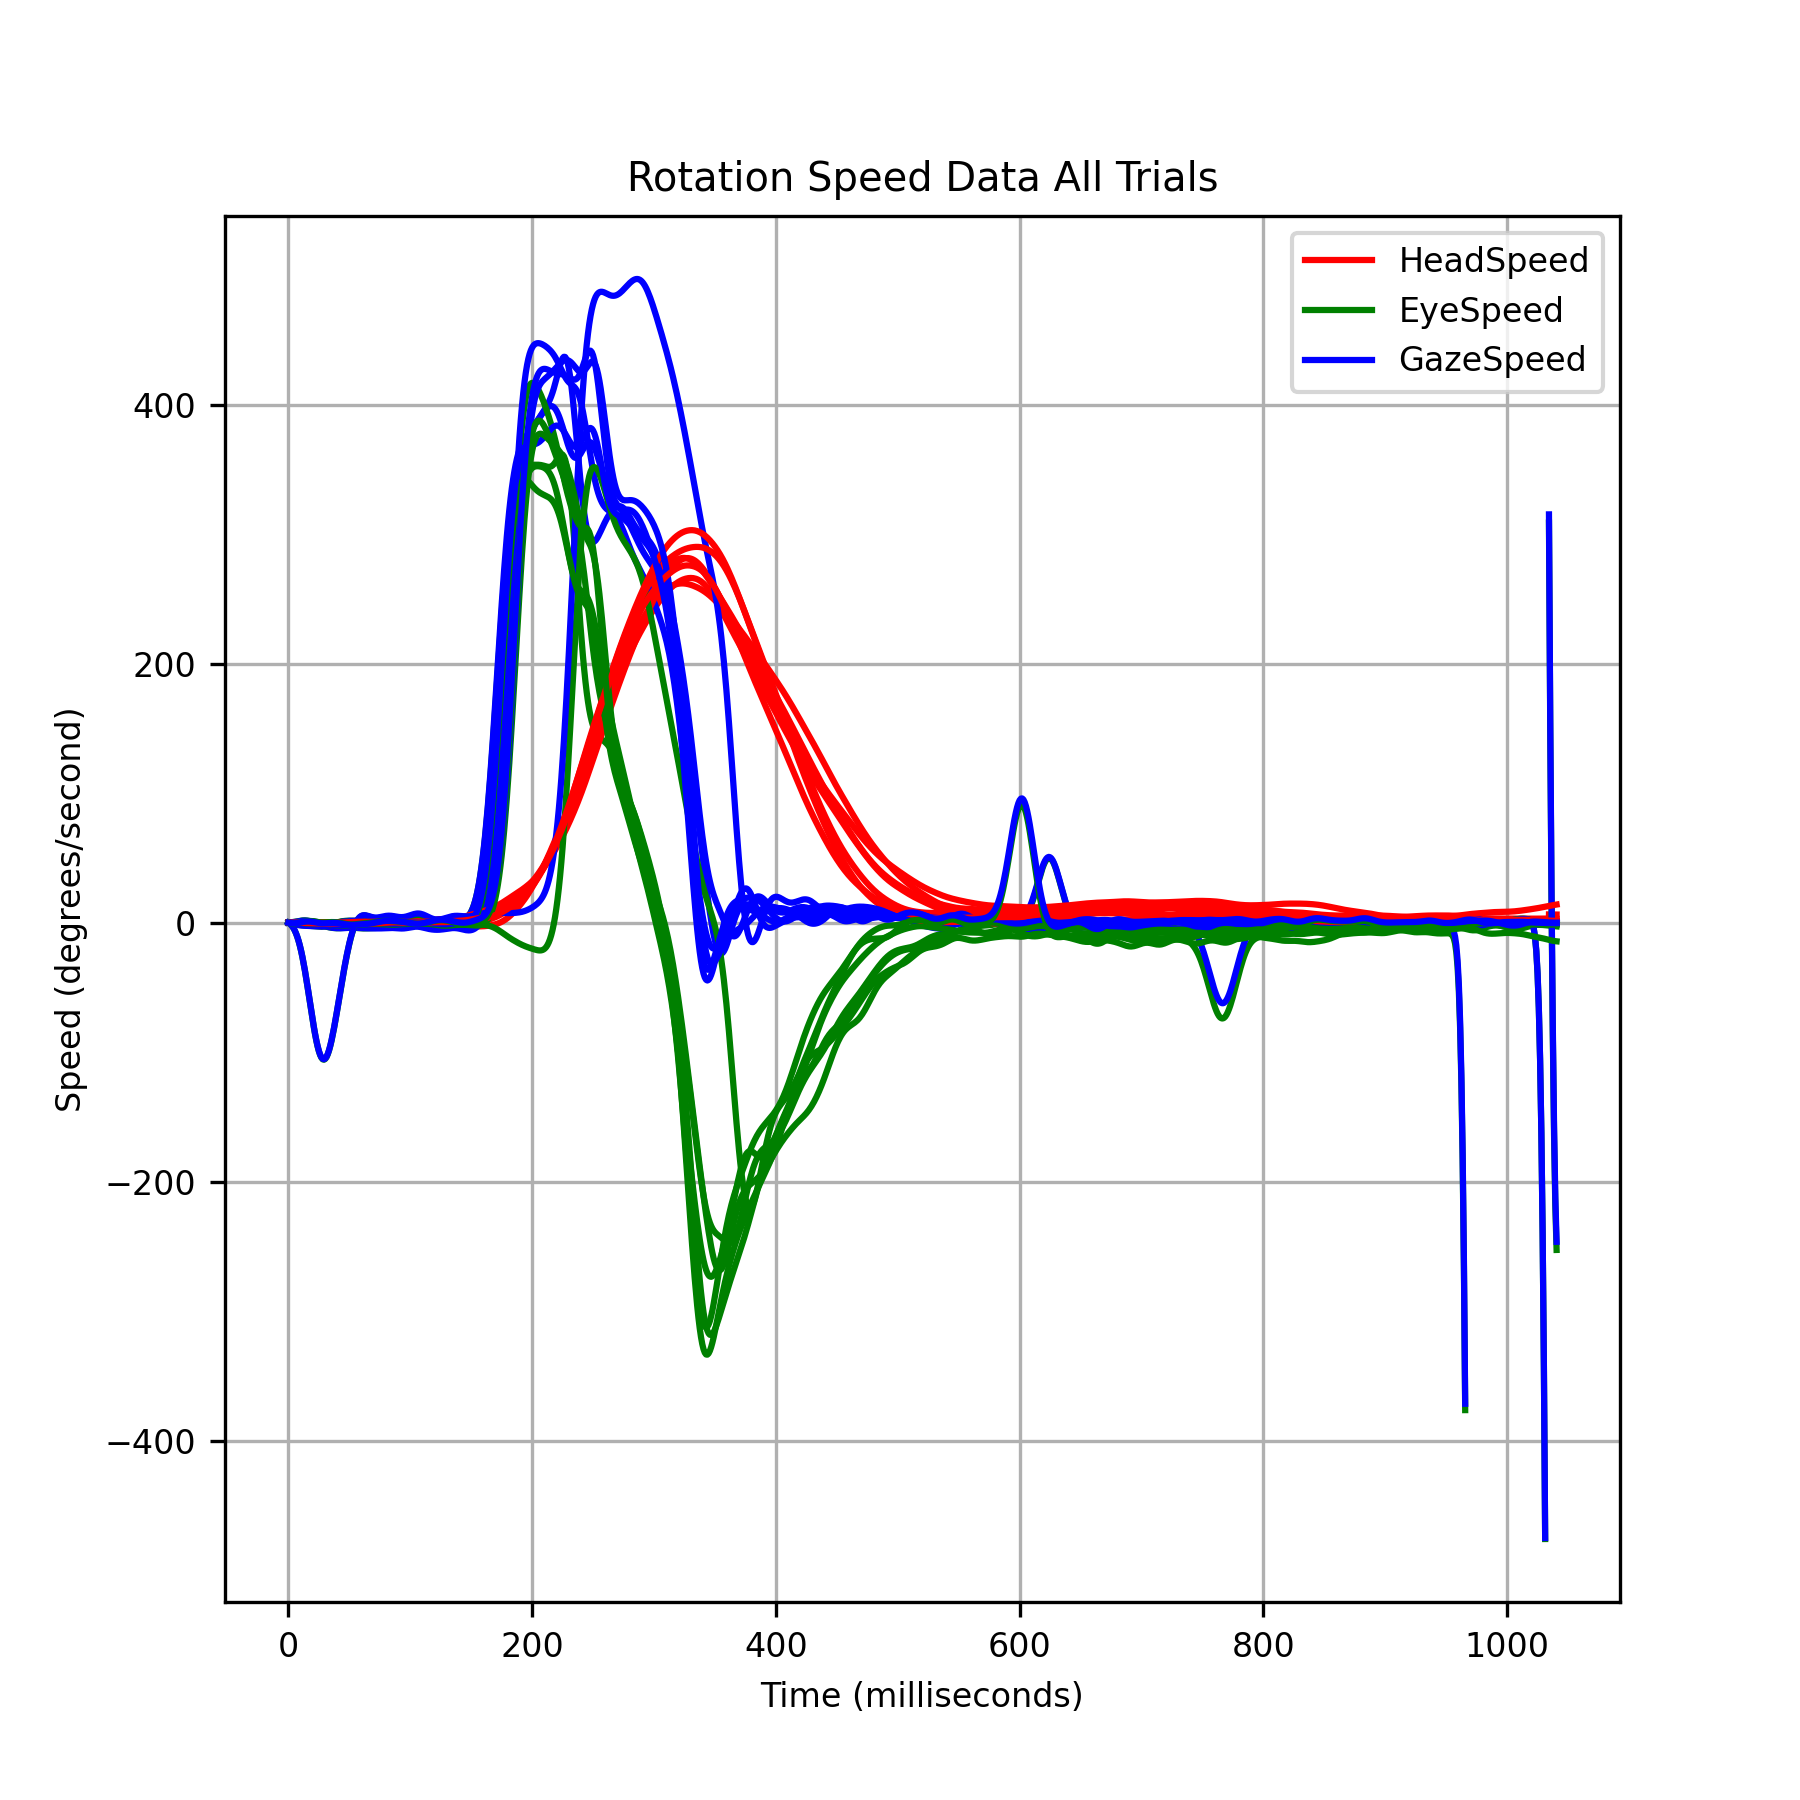 Rotation Speed Data All Trials
HeadSpeed
EyeSpeed
GazeSpeed
400
200
0
−200
−400
Speed (degrees/second)
0 200 400 600 800 1000
Time (milliseconds)